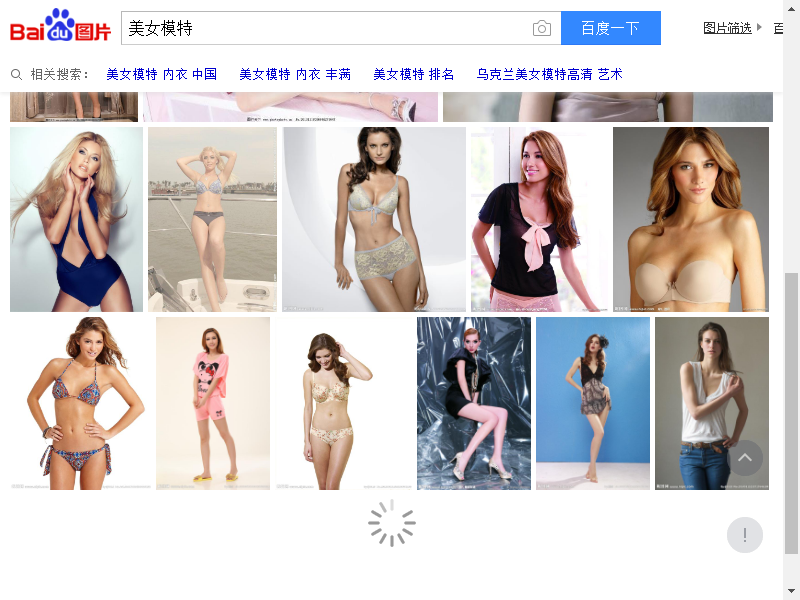 Bai du 图片 美女模特 百度一下 图片筛选 百
相关搜索： 美女模特 内衣 中国 美女模特 内衣 丰满 美女模特 排名 乌克兰美女模特高清 艺术